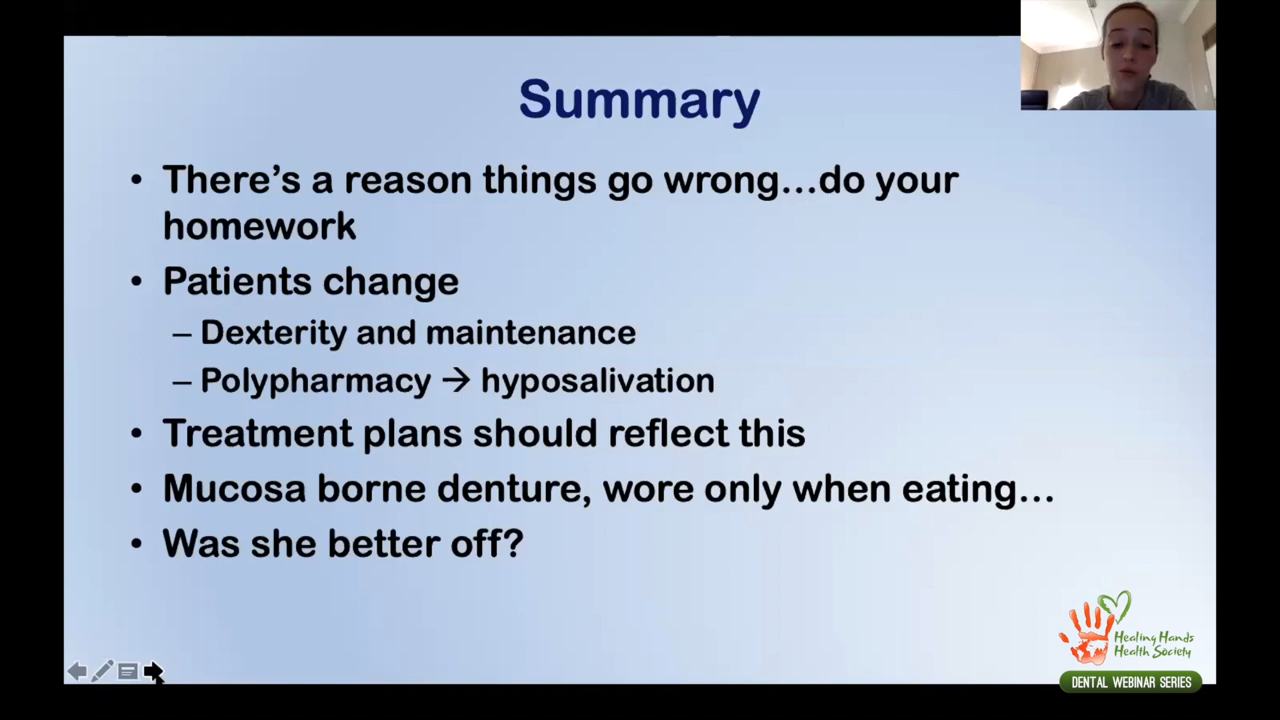 Summary
• There’s a reason things go wrong...do your
homework
• Patients change
– Dexterity and maintenance
– Polypharmacy → hyposalivation
• Treatment plans should reflect this
• Mucosa borne denture, wore only when eating...
• Was she better off?
Healing Hands
Health Society
DENTAL WEBINAR SERIES